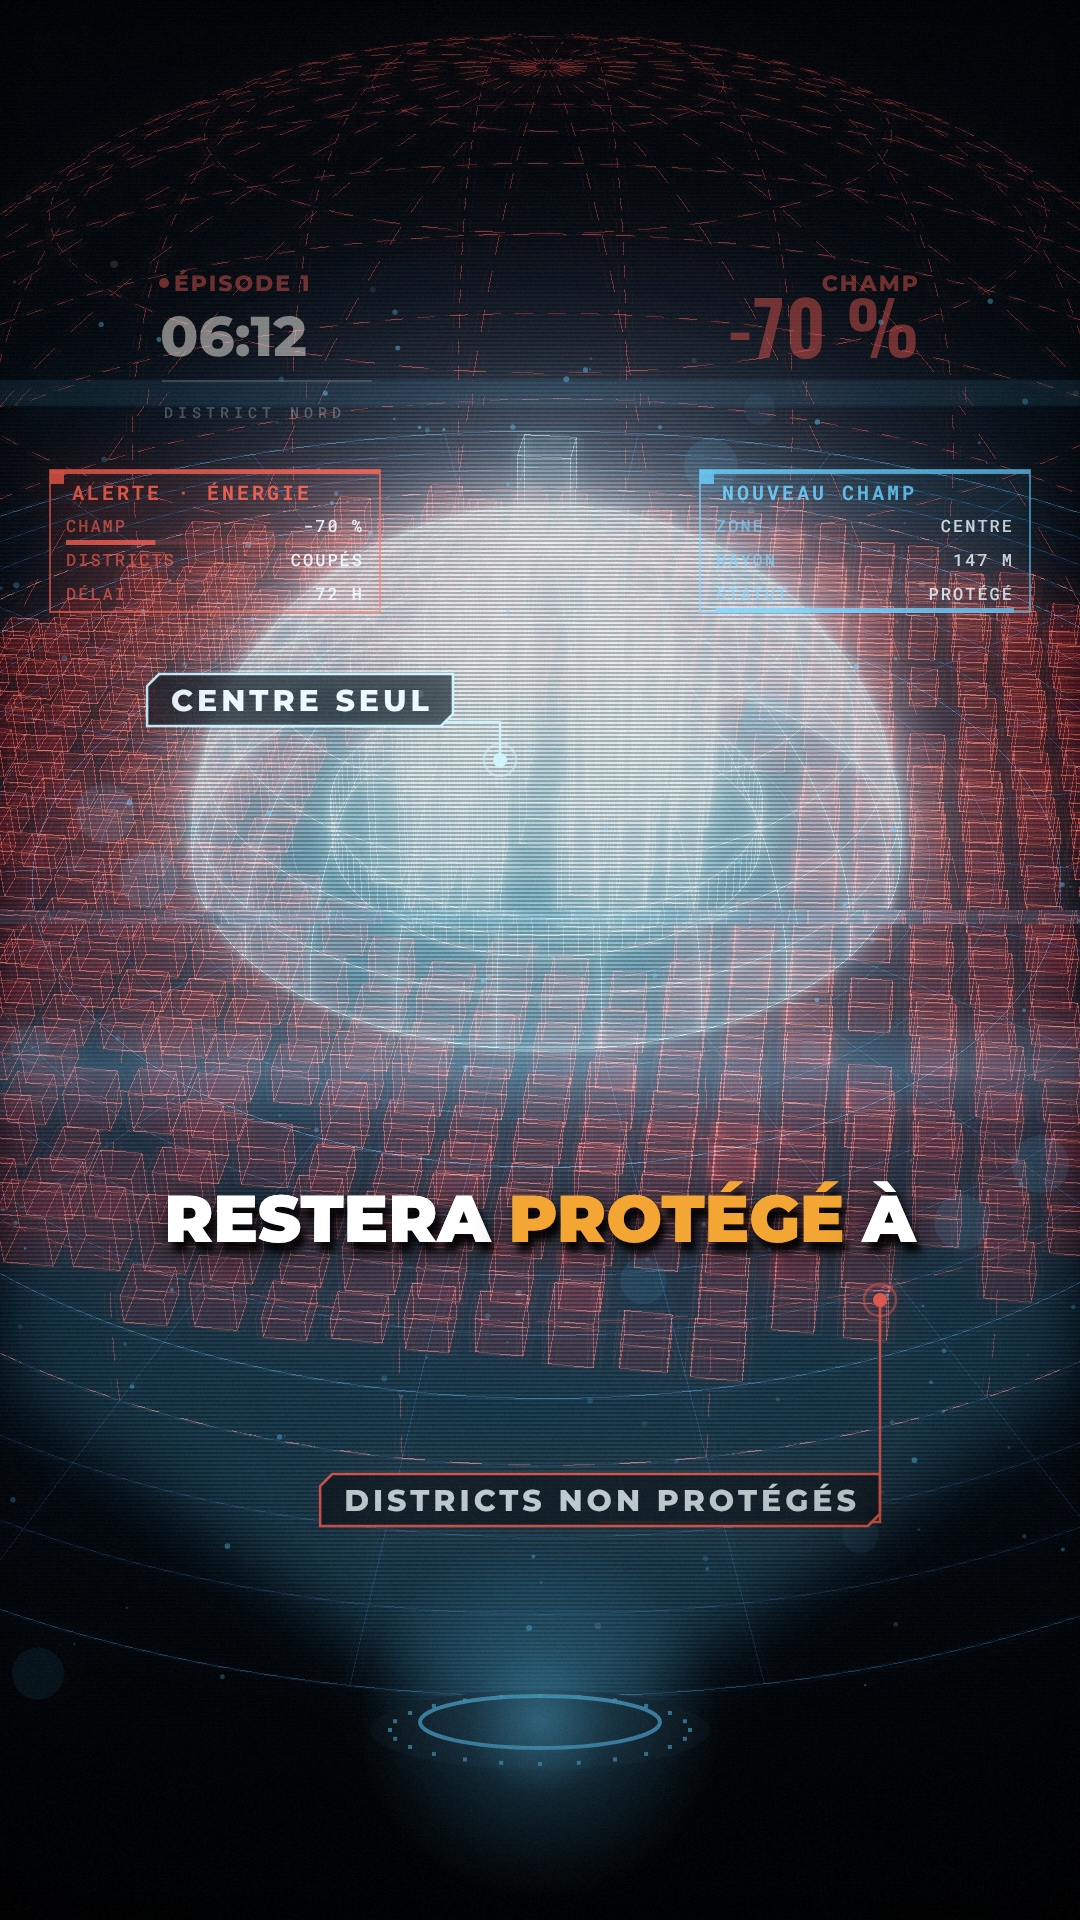 ÉPISODE 1
06:12
DISTRICT NORD
CHAMP
-70 %
ALERTE · ÉNERGIE
CHAMP -70 %
DISTRICTS COUPÉS
DÉLAI 72 H
NOUVEAU CHAMP
ZONE CENTRE
RAYON 147 M
PROTÉGÉ
CENTRE SEUL
RESTERA PROTÉGÉ À
DISTRICTS NON PROTÉGÉS